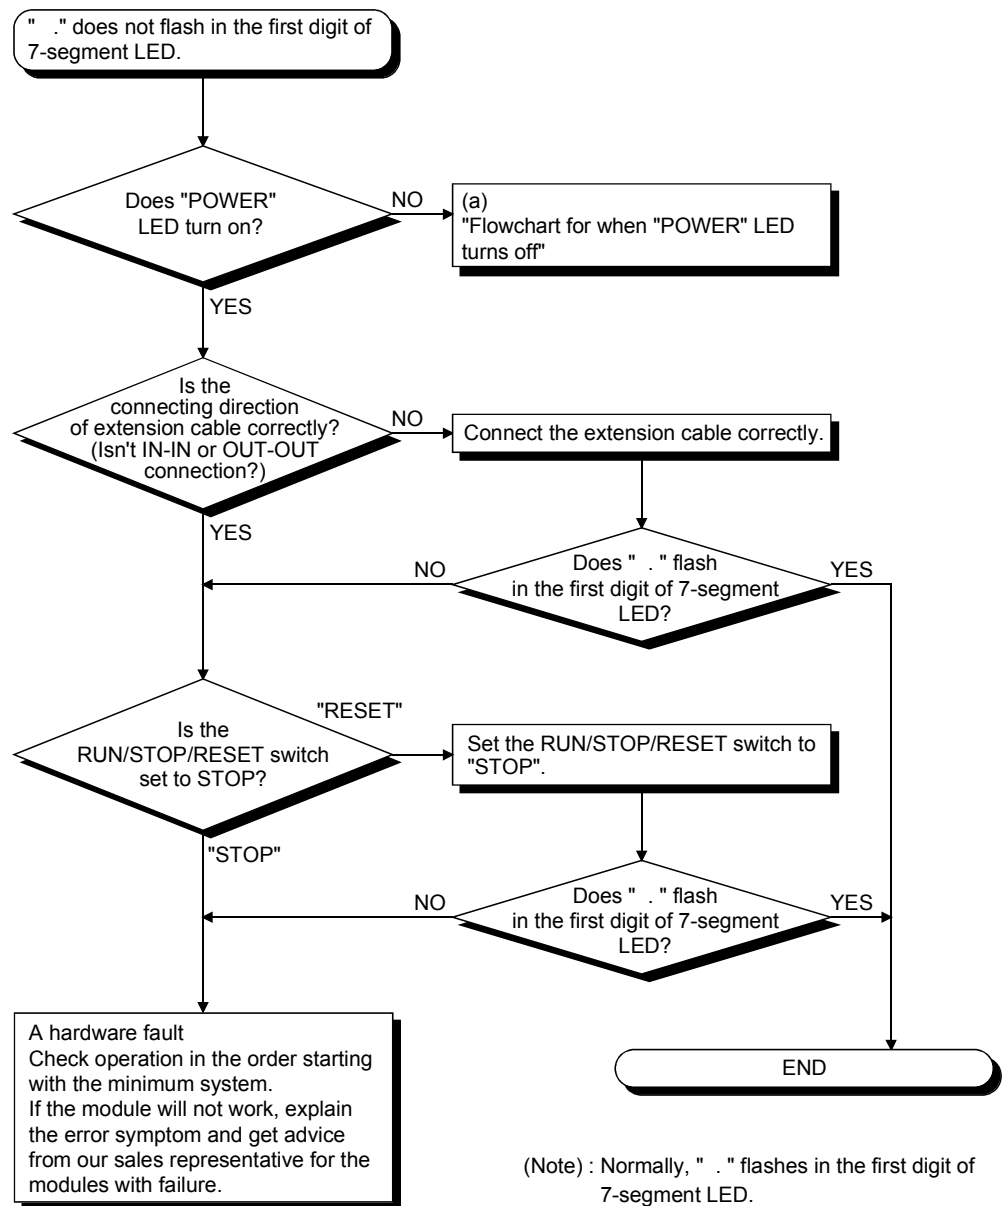 " ." does not flash in the first digit of
7-segment LED.
Does "POWER"
LED turn on?
NO
(a)
"Flowchart for when "POWER" LED
turns off"
YES
Is the
connecting direction
of extension cable correctly?
(Isn't IN-IN or OUT-OUT
connection?)
NO
Connect the extension cable correctly.
YES
Does " . " flash
in the first digit of 7-segment
LED?
NO
YES
Is the
RUN/STOP/RESET switch
set to STOP?
"RESET"
Set the RUN/STOP/RESET switch to
"STOP".
"STOP"
Does " . " flash
in the first digit of 7-segment
LED?
NO
YES
A hardware fault
Check operation in the order starting
with the minimum system.
If the module will not work, explain
the error symptom and get advice
from our sales representative for the
modules with failure.
END
(Note) : Normally, " . " flashes in the first digit of
7-segment LED.